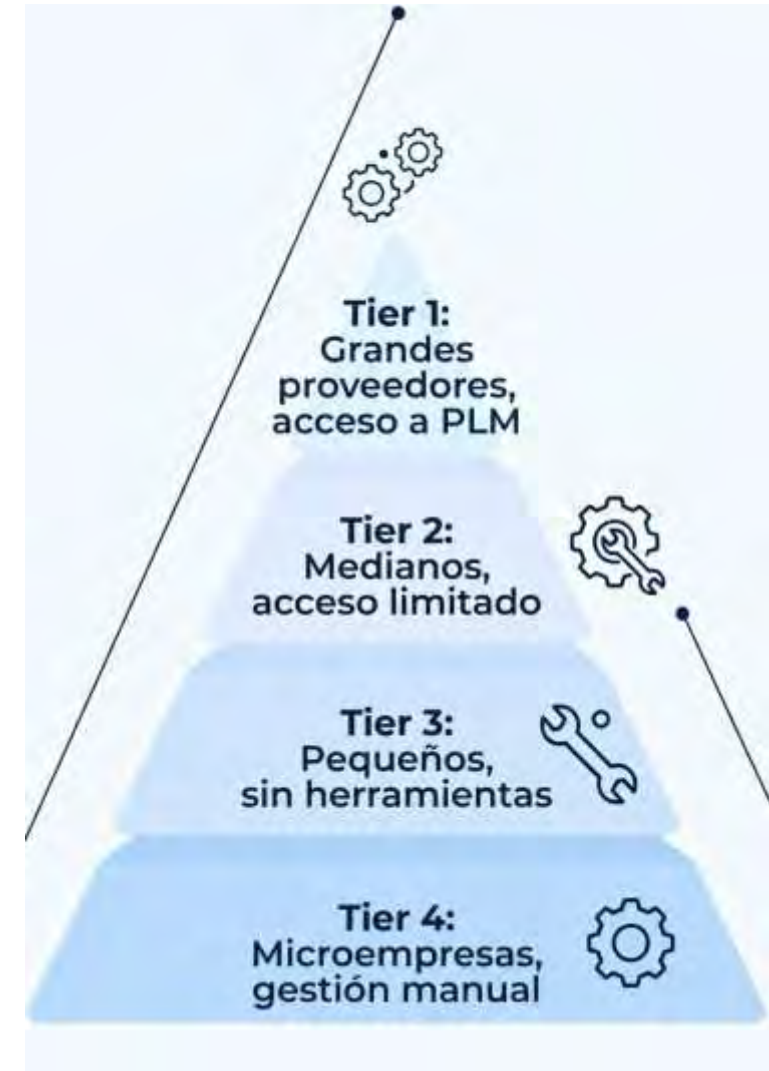 Tier 1:
Grandes
proveedores,
acceso a PLM
Tier 2:
Medianos,
acceso limitado
Tier 3:
Pequeños,
sin herramientas
Tier 4:
Microempresas,
gestión manual